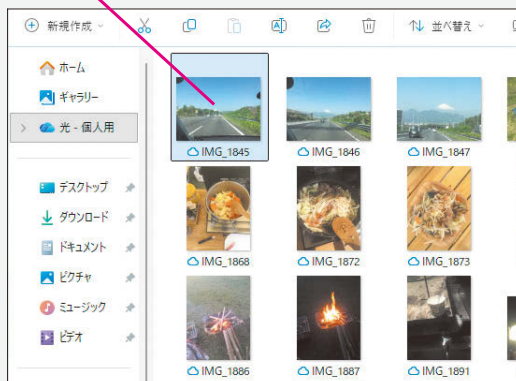 新規作成
並べ替え
ホーム
ギャラリー
光 - 個人用
デスクトップ
ダウンロード
ドキュメント
ピクチャ
ミュージック
ビデオ
IMG_1845
IMG_1846
IMG_1847
IMG_1868
IMG_1872
IMG_1873
IMG_1886
IMG_1887
IMG_1891